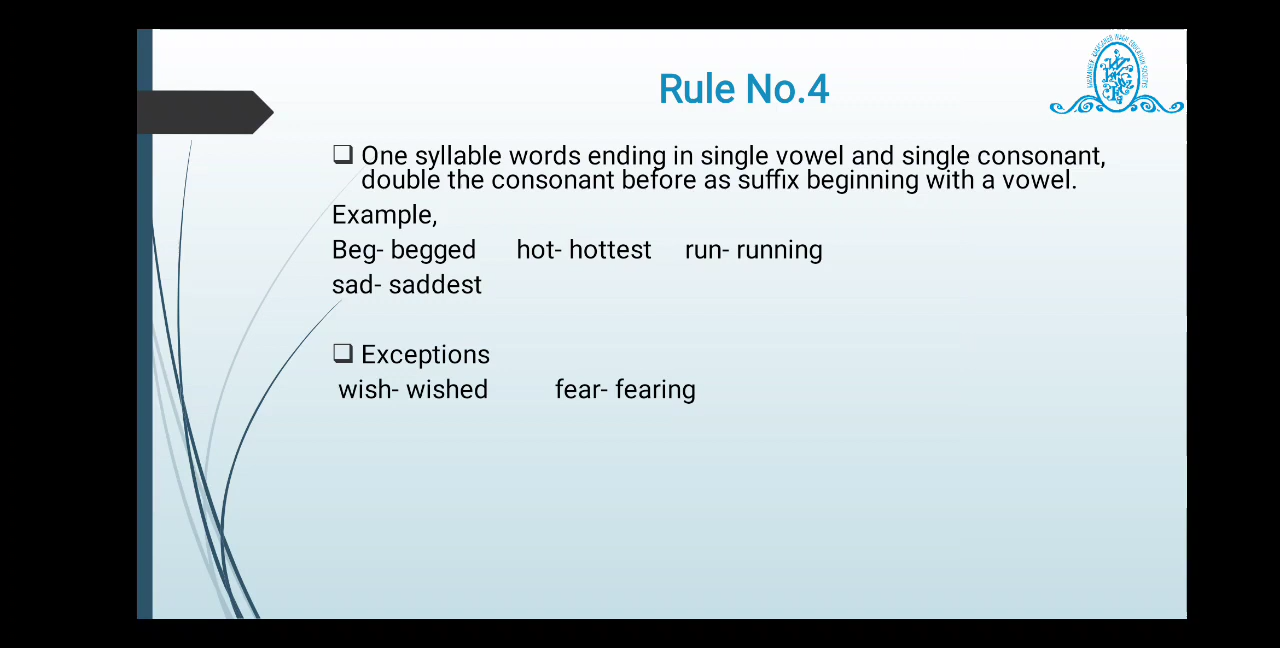 Rule No.4
One syllable words ending in single vowel and single consonant,
double the consonant before as suffix beginning with a vowel.
Example,
Beg- begged hot- hottest run- running
sad- saddest
Exceptions
wish- wished fear- fearing